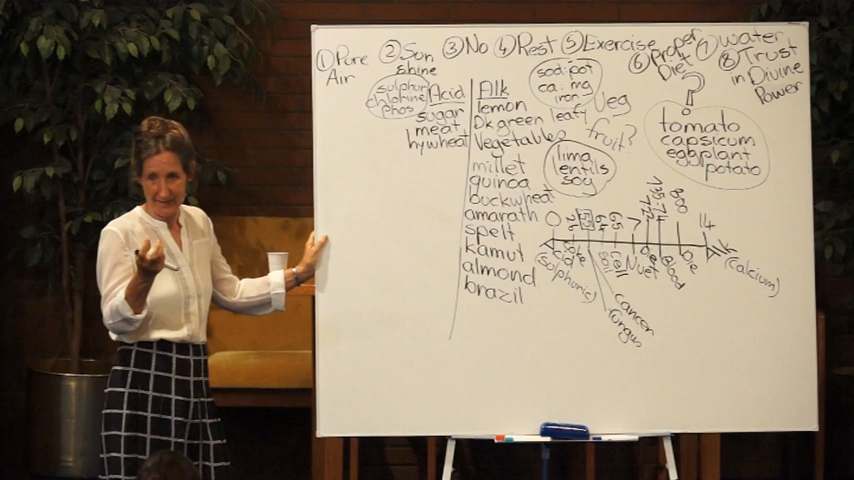 ① Pure Air
② Sun shine
③ No
④ Rest
⑤ Exercise
⑥ Proper Diet
⑦ Water
⑧ Trust in Divine Power
?
sulphur
chlorine
phos
Acid
sugar
meat
hywheat
Alk
lemon
Dk green leafy
Vegetables
millet
quinoa
buckwheat
amarath
spelt
kamut
almond
brazil
sod:pot
ca: mg
iron
veg
fruit?
lima
lentils
soy
tomato
capsicum
eggplant
potato
0
7
14
800
(sulphuric)
Cell
Nuet
Blood
(Calcium)
cancer
fungus